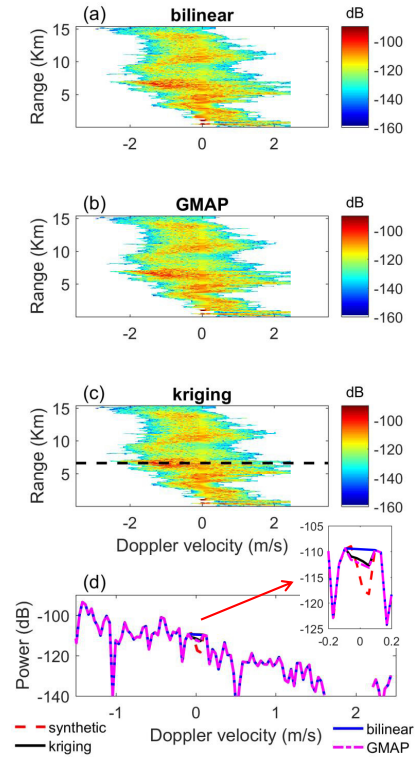 (a) bilinear dB
15
10
5
Range (Km)
-2 0 2
-100
-120
-140
-160
(b) GMAP dB
15
10
5
Range (Km)
-2 0 2
-100
-120
-140
-160
(c) kriging dB
15
10
5
Range (Km)
-2 0 2
-100
-120
-140
-160
Doppler velocity (m/s)
-105
-110
-115
-120
-125
-0.2 0 0.2
(d)
-100
-120
-140
Power (dB)
-1 0 1 2
Doppler velocity (m/s)
synthetic
kriging
bilinear
GMAP